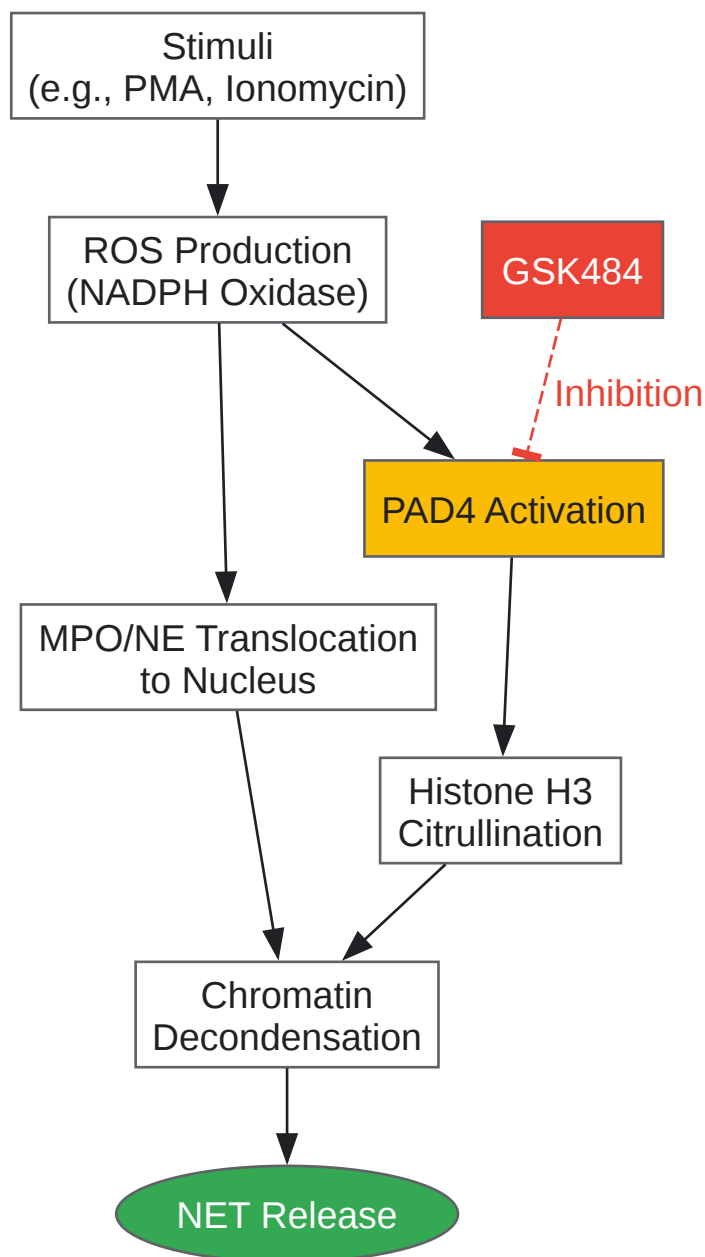 Stimuli
(e.g., PMA, Ionomycin)
ROS Production
(NADPH Oxidase)
GSK484
Inhibition
PAD4 Activation
MPO/NE Translocation
to Nucleus
Histone H3
Citrullination
Chromatin
Decondensation
NET Release